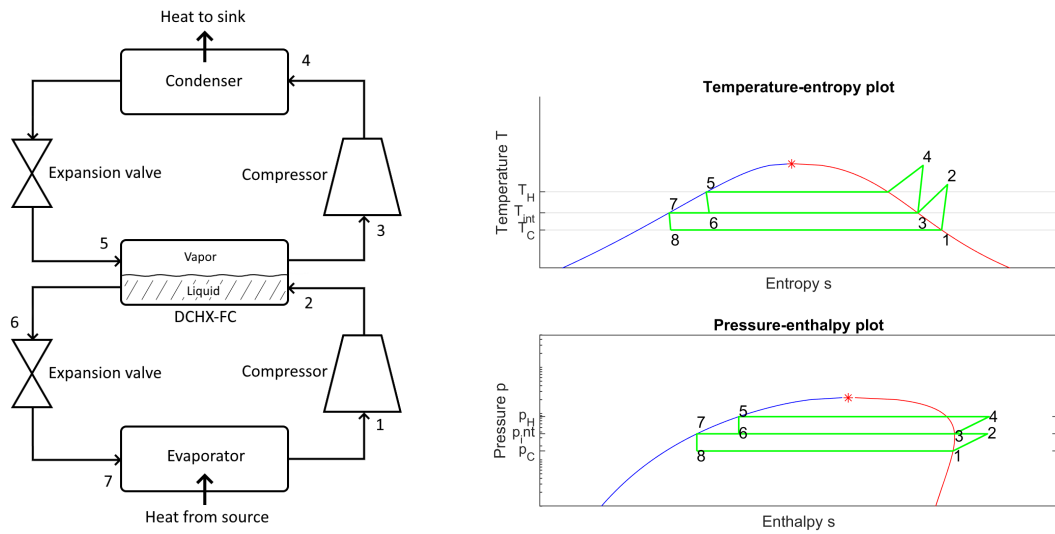 Heat to sink
Condenser
4
Expansion valve
Compressor
3
5
Vapor
Liquid
2
DCHX-FC
6
Expansion valve
Compressor
1
Evaporator
7
Heat from source
Temperature-entropy plot
Temperature T
T_H
T_int
T_C
4
2
5
7
6
3
8
1
Entropy s
Pressure-enthalpy plot
Pressure p
p_H
p_int
p_C
5
4
7
6
3
2
8
1
Enthalpy s